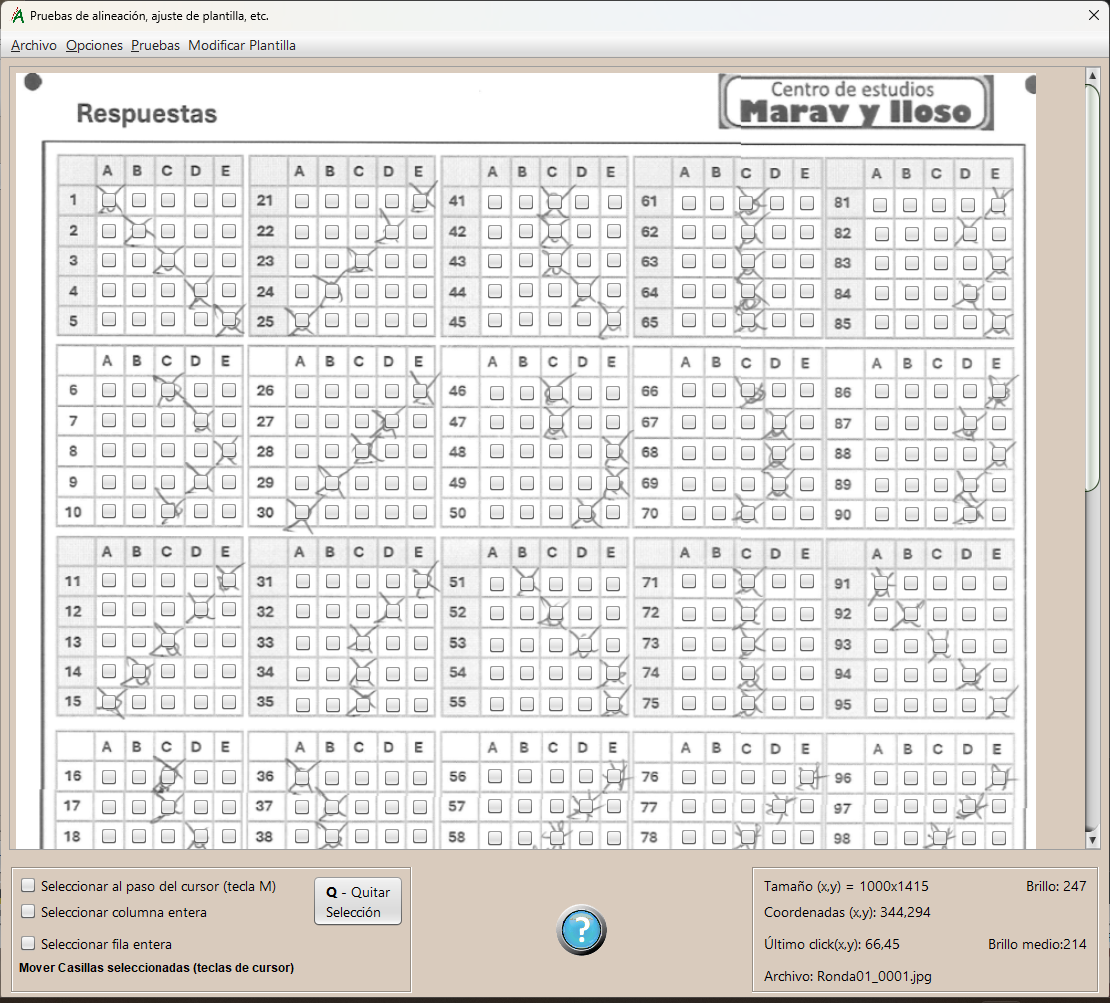 Pruebas de alineación, ajuste de plantilla, etc.
Archivo Opciones Pruebas Modificar Plantilla
Respuestas
Centro de estudios
Marav y lloso
A B C D E A B C D E A B C D E A B C D E A B C D E
1 21 41 61 81
2 22 42 62 82
3 23 43 63 83
4 24 44 64 84
5 25 45 65 85
A B C D E A B C D E A B C D E A B C D E A B C D E
6 26 46 66 86
7 27 47 67 87
8 28 48 68 88
9 29 49 69 89
10 30 50 70 90
A B C D E A B C D E A B C D E A B C D E A B C D E
11 31 51 71 91
12 32 52 72 92
13 33 53 73 93
14 34 54 74 94
15 35 55 75 95
A B C D E A B C D E A B C D E A B C D E A B C D E
16 36 56 76 96
17 37 57 77 97
18 38 58 78 98
Seleccionar al paso del cursor (tecla M)
Seleccionar columna entera
Seleccionar fila entera
Mover Casillas seleccionadas (teclas de cursor)
Q - Quitar
Selección
?
Tamaño (x,y) = 1000x1415 Brillo: 247
Coordenadas (x,y): 344,294
Último click(x,y): 66,45 Brillo medio:214
Archivo: Ronda01_0001.jpg